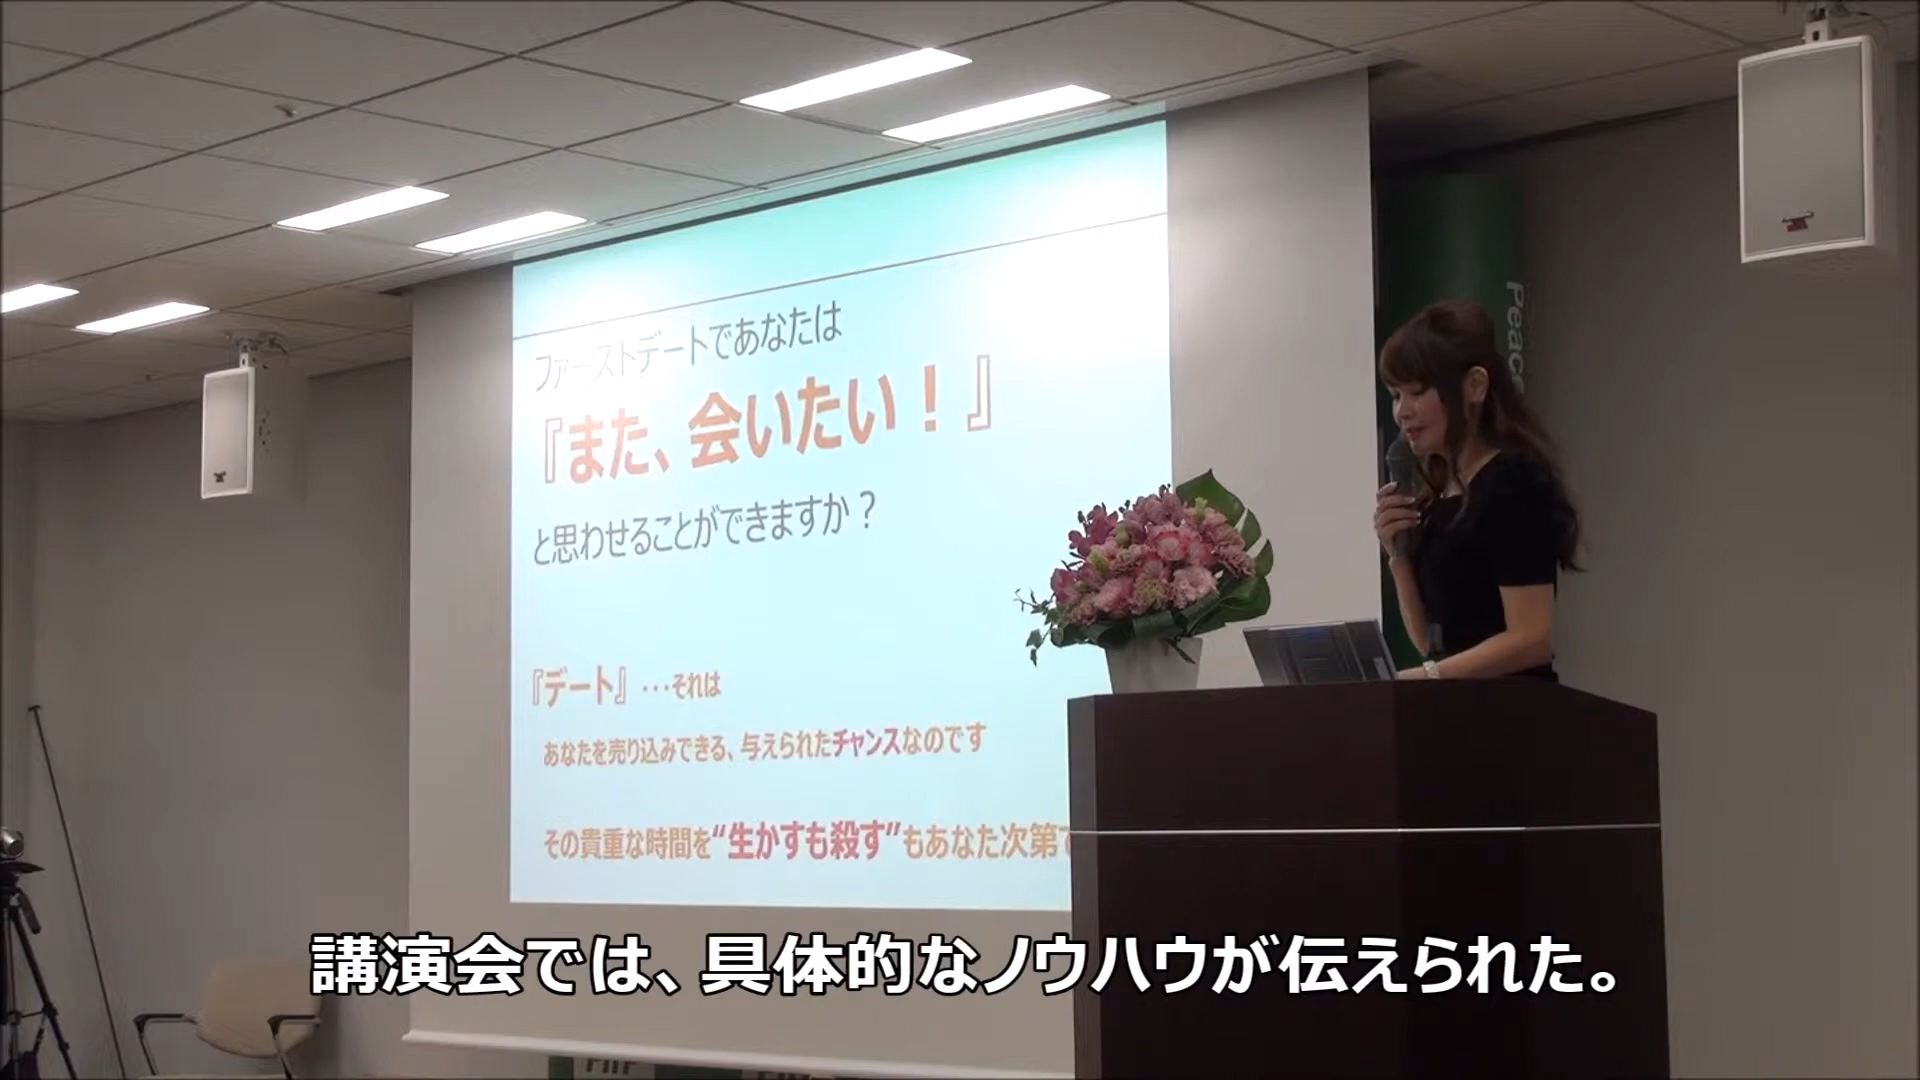 ファーストデートであなたは
『また、会いたい！』
と思わせることができますか？
『デート』…それは
あなたを売り込みできる、与えられたチャンスなのです
その貴重な時間を“生かすも殺す”もあなた次第で
Peace
講演会では、具体的なノウハウが伝えられた。